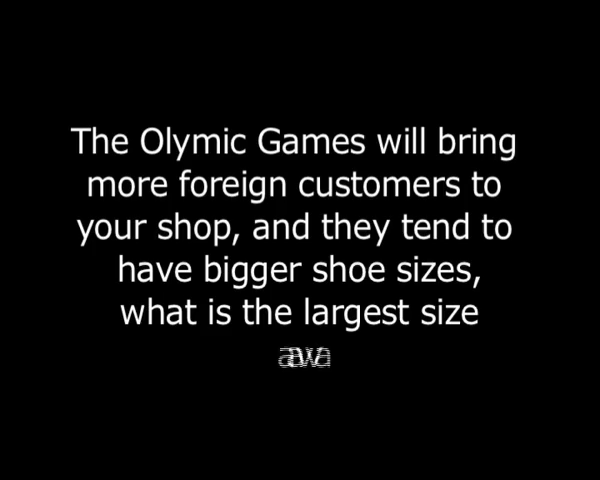 The Olymic Games will bring
more foreign customers to
your shop, and they tend to
have bigger shoe sizes,
what is the largest size